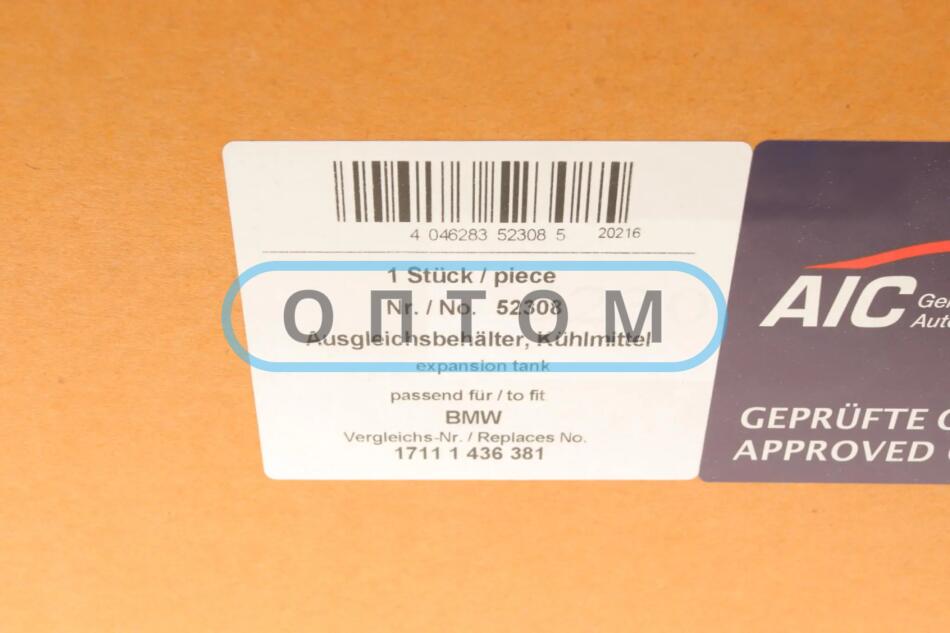 4 046283 52308 5 20216
1 Stück / piece
Nr. / No. 52308
ОПТОМ
Ausgleichsbehälter, Kühlmittel
expansion tank
passend für / to fit
BMW
Vergleichs-Nr. / Replaces No.
1711 1 436 381
AIC
GEPRÜFTE
APPROVED